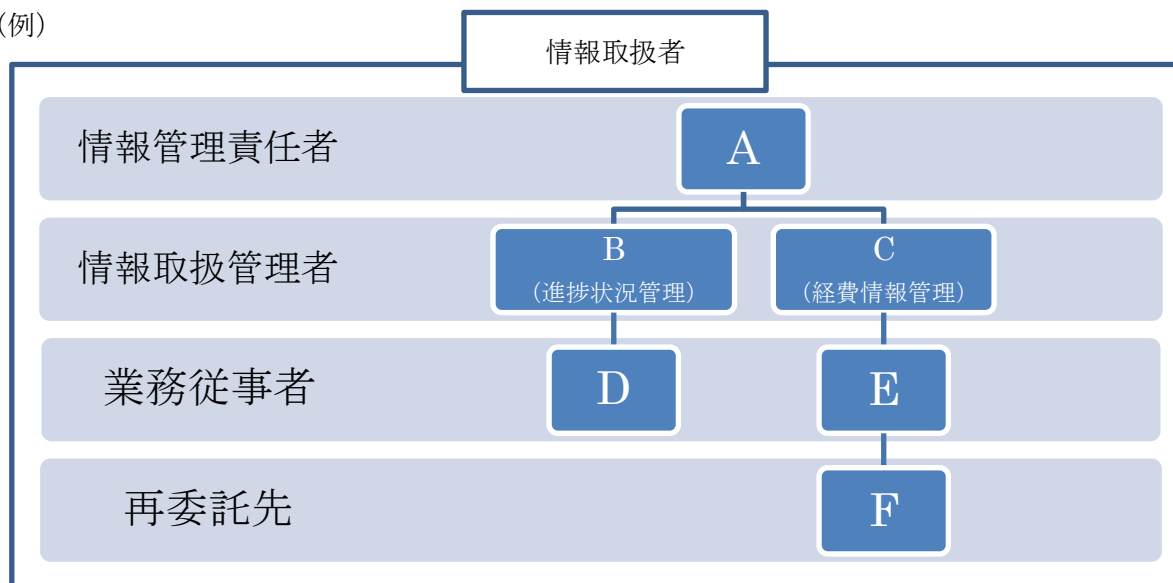 (例)
情報取扱者
情報管理責任者
A
情報取扱管理者
B
(進捗状況管理)
C
(経費情報管理)
業務従事者
D
E
再委託先
F